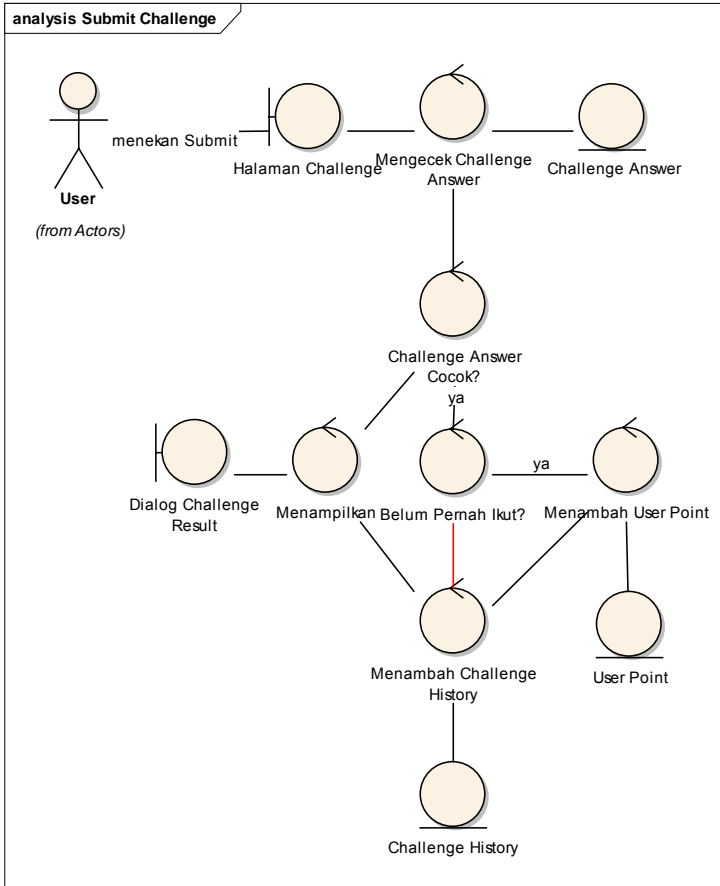 analysis Submit Challenge
menekan Submit
User
(from Actors)
Halaman Challenge
Mengecek Challenge
Answer
Challenge Answer
Challenge Answer
Cocok?
ya
ya
Dialog Challenge
Result
Menampilkan
Belum Pernah Ikut?
Menambah User Point
Menambah Challenge
History
User Point
Challenge History